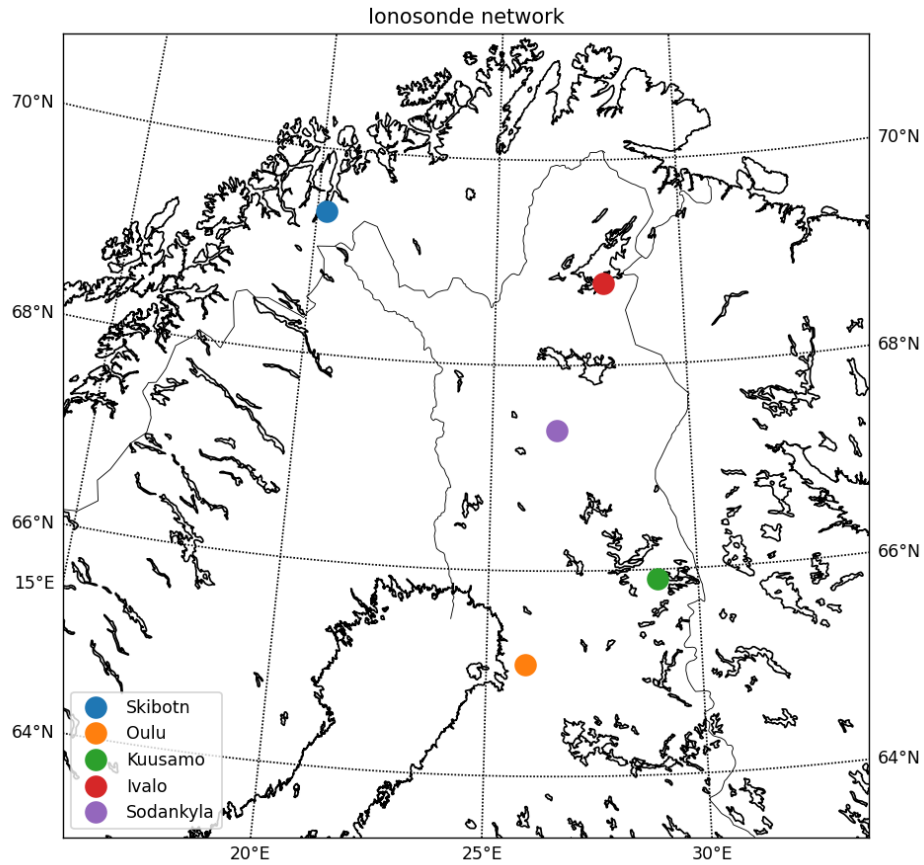 Ionosonde network
70°N
70°N
68°N
68°N
66°N
66°N
15°E
64°N
64°N
Skibotn
Oulu
Kuusamo
Ivalo
Sodankyla
20°E
25°E
30°E